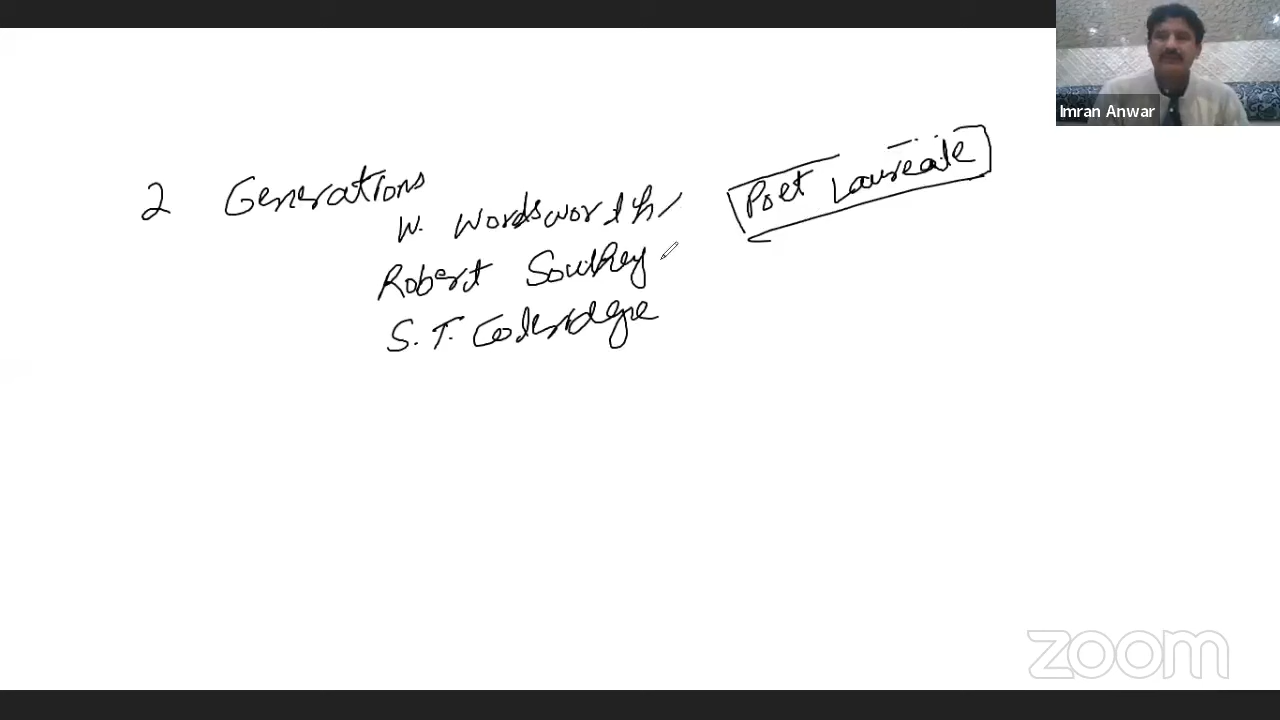 Imran Anwar
Poet Laureate
2 Generations
W. Wordsworth
Robert Southey
S. T. Coleridge
zoom